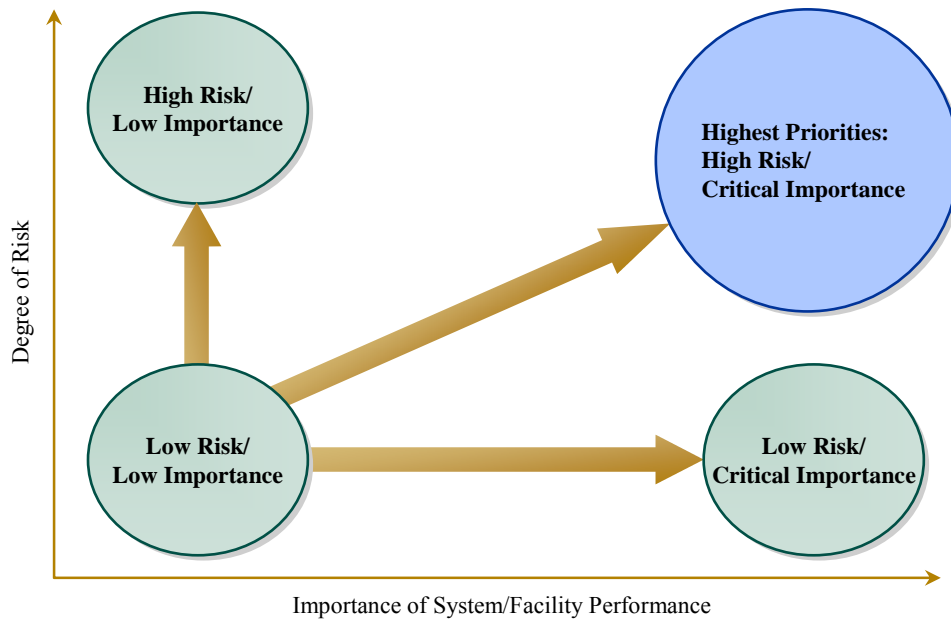 High Risk/
Low Importance
Highest Priorities:
High Risk/
Critical Importance
Degree of Risk
Low Risk/
Low Importance
Low Risk/
Critical Importance
Importance of System/Facility Performance